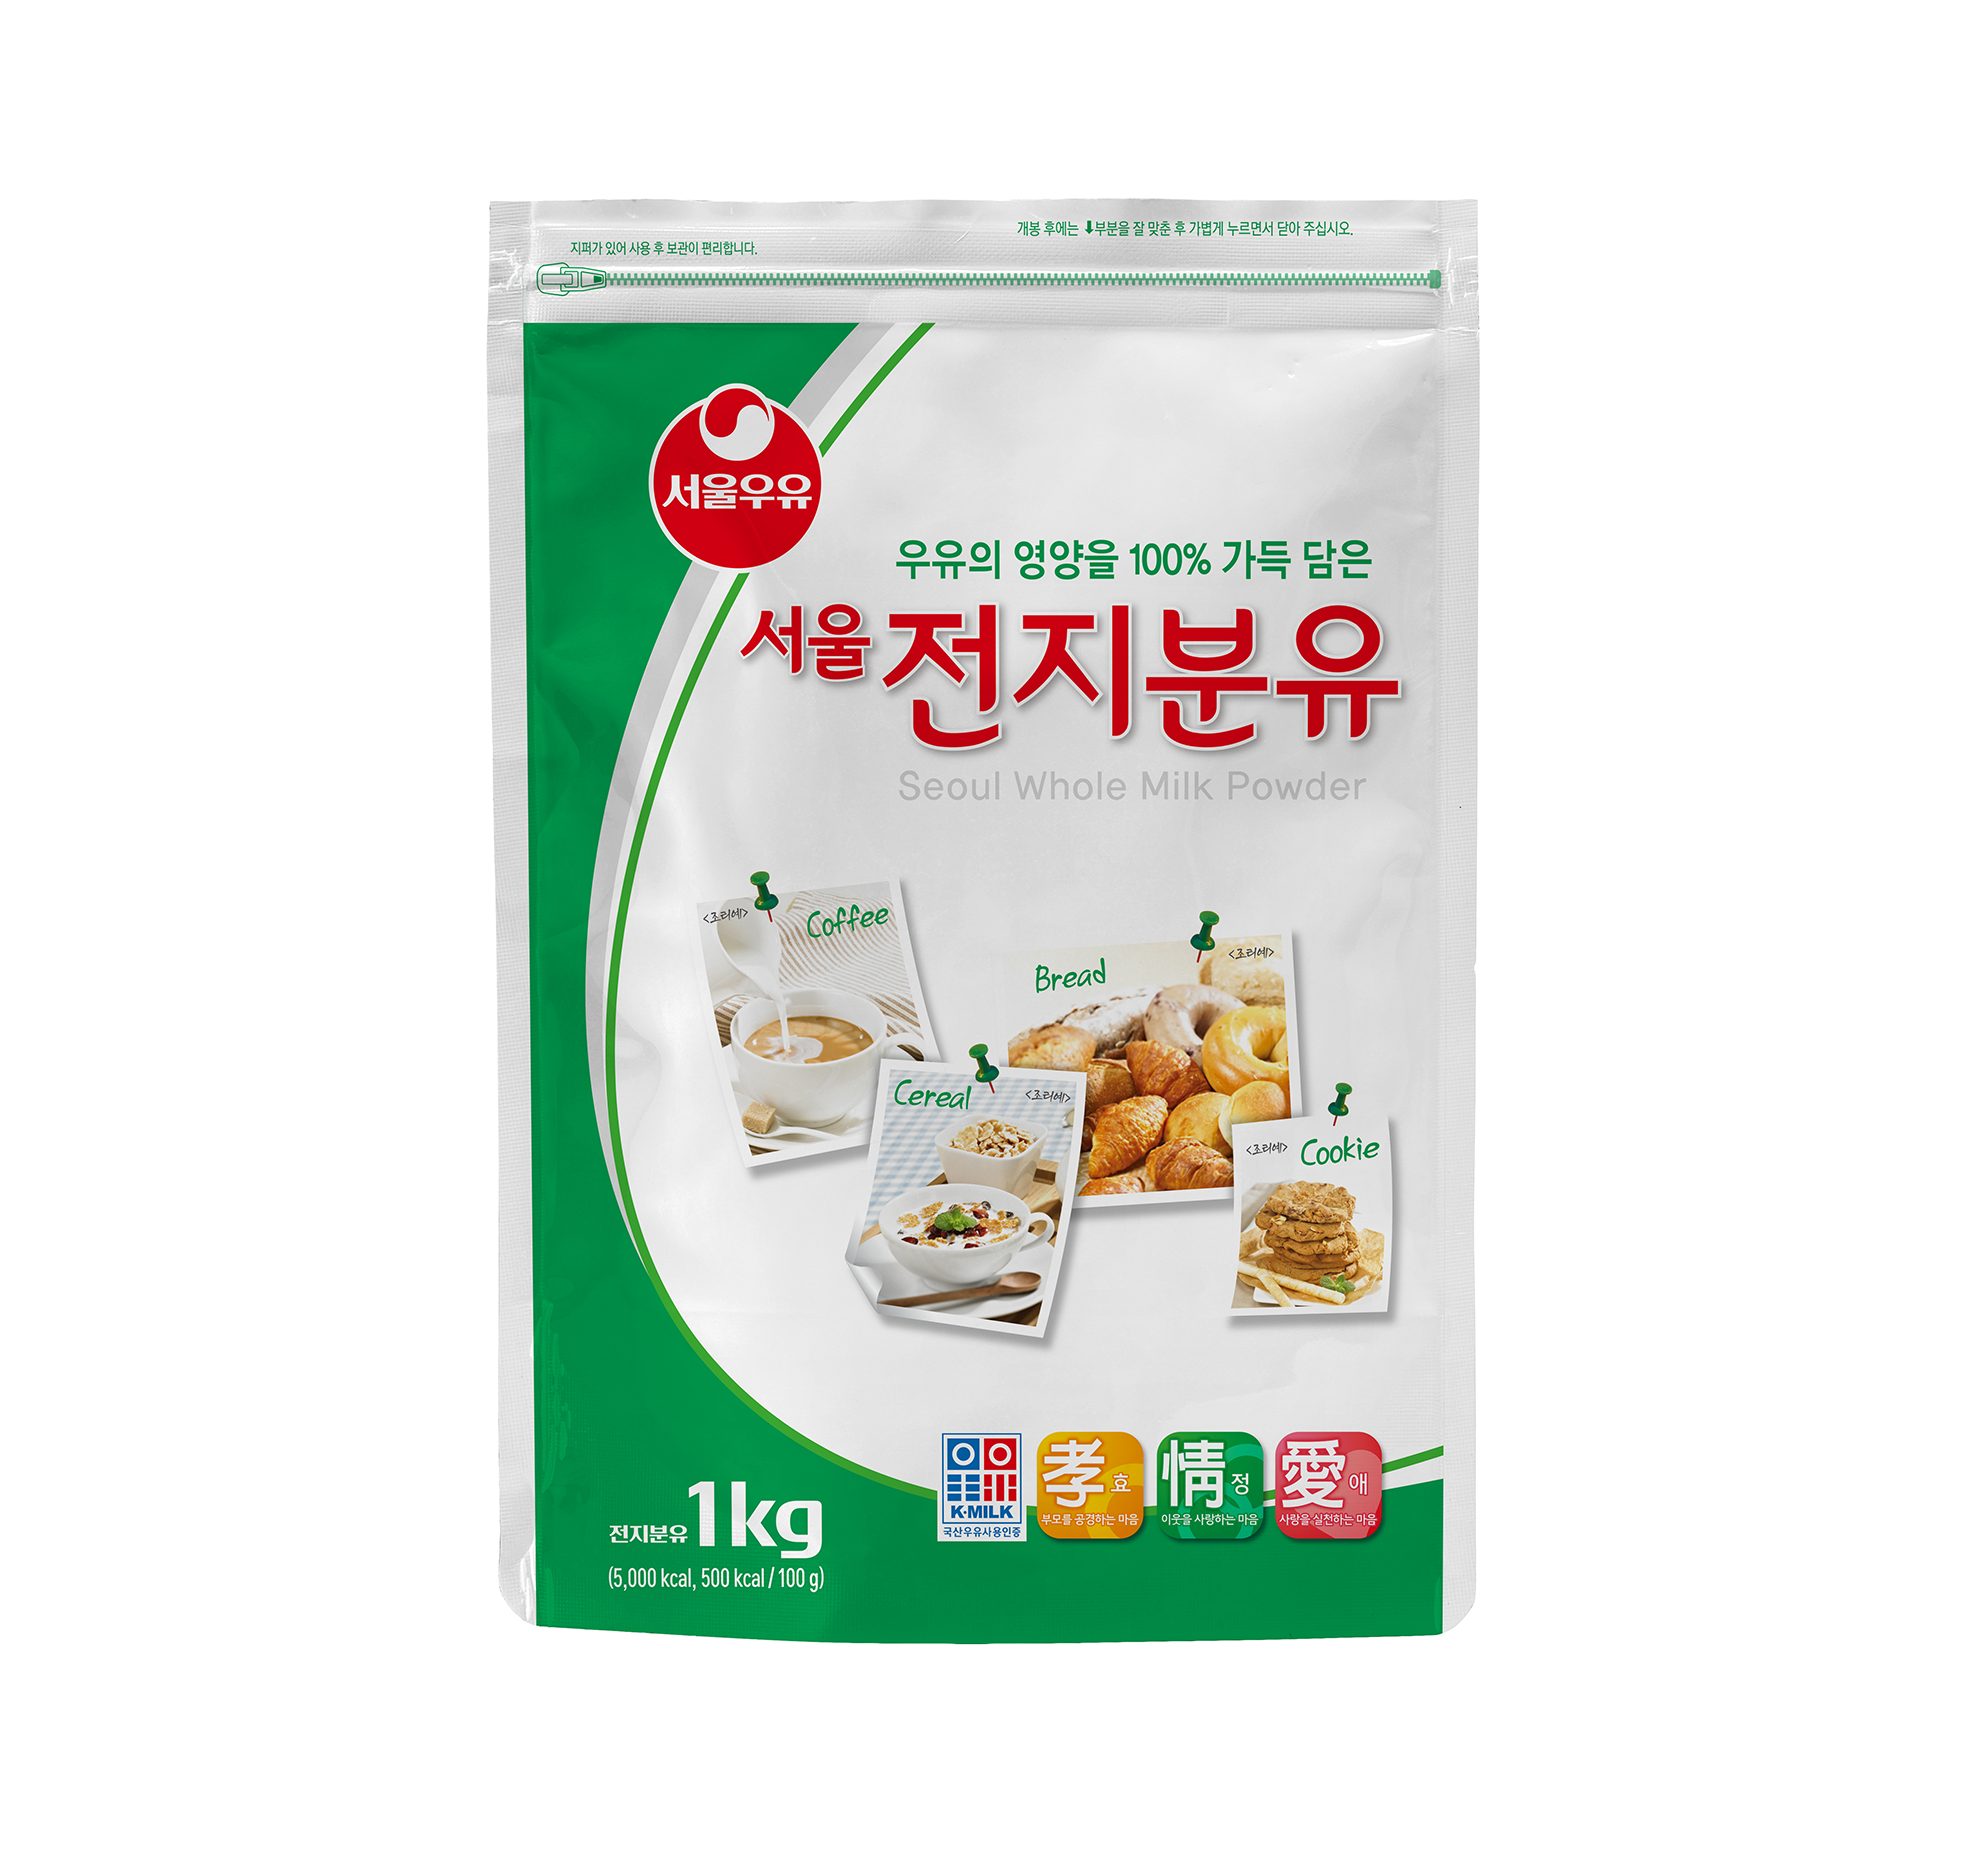 개봉 후에는 ⬇부분을 잘 맞춘 후 가볍게 누르면서 닫아 주십시오.
지퍼가 있어 사용 후 보관이 편리합니다.
서울우유
우유의 영양을 100% 가득 담은
서울 전지분유
Seoul Whole Milk Powder
<조리예> Coffee
Bread <조리예>
Cereal <조리예>
<조리예> Cookie
K·MILK
국산우유사용인증
孝 효
부모를 공경하는 마음
情 정
이웃을 사랑하는 마음
愛 애
사랑을 실천하는 마음
전지분유 1kg
(5,000 kcal, 500 kcal / 100 g)